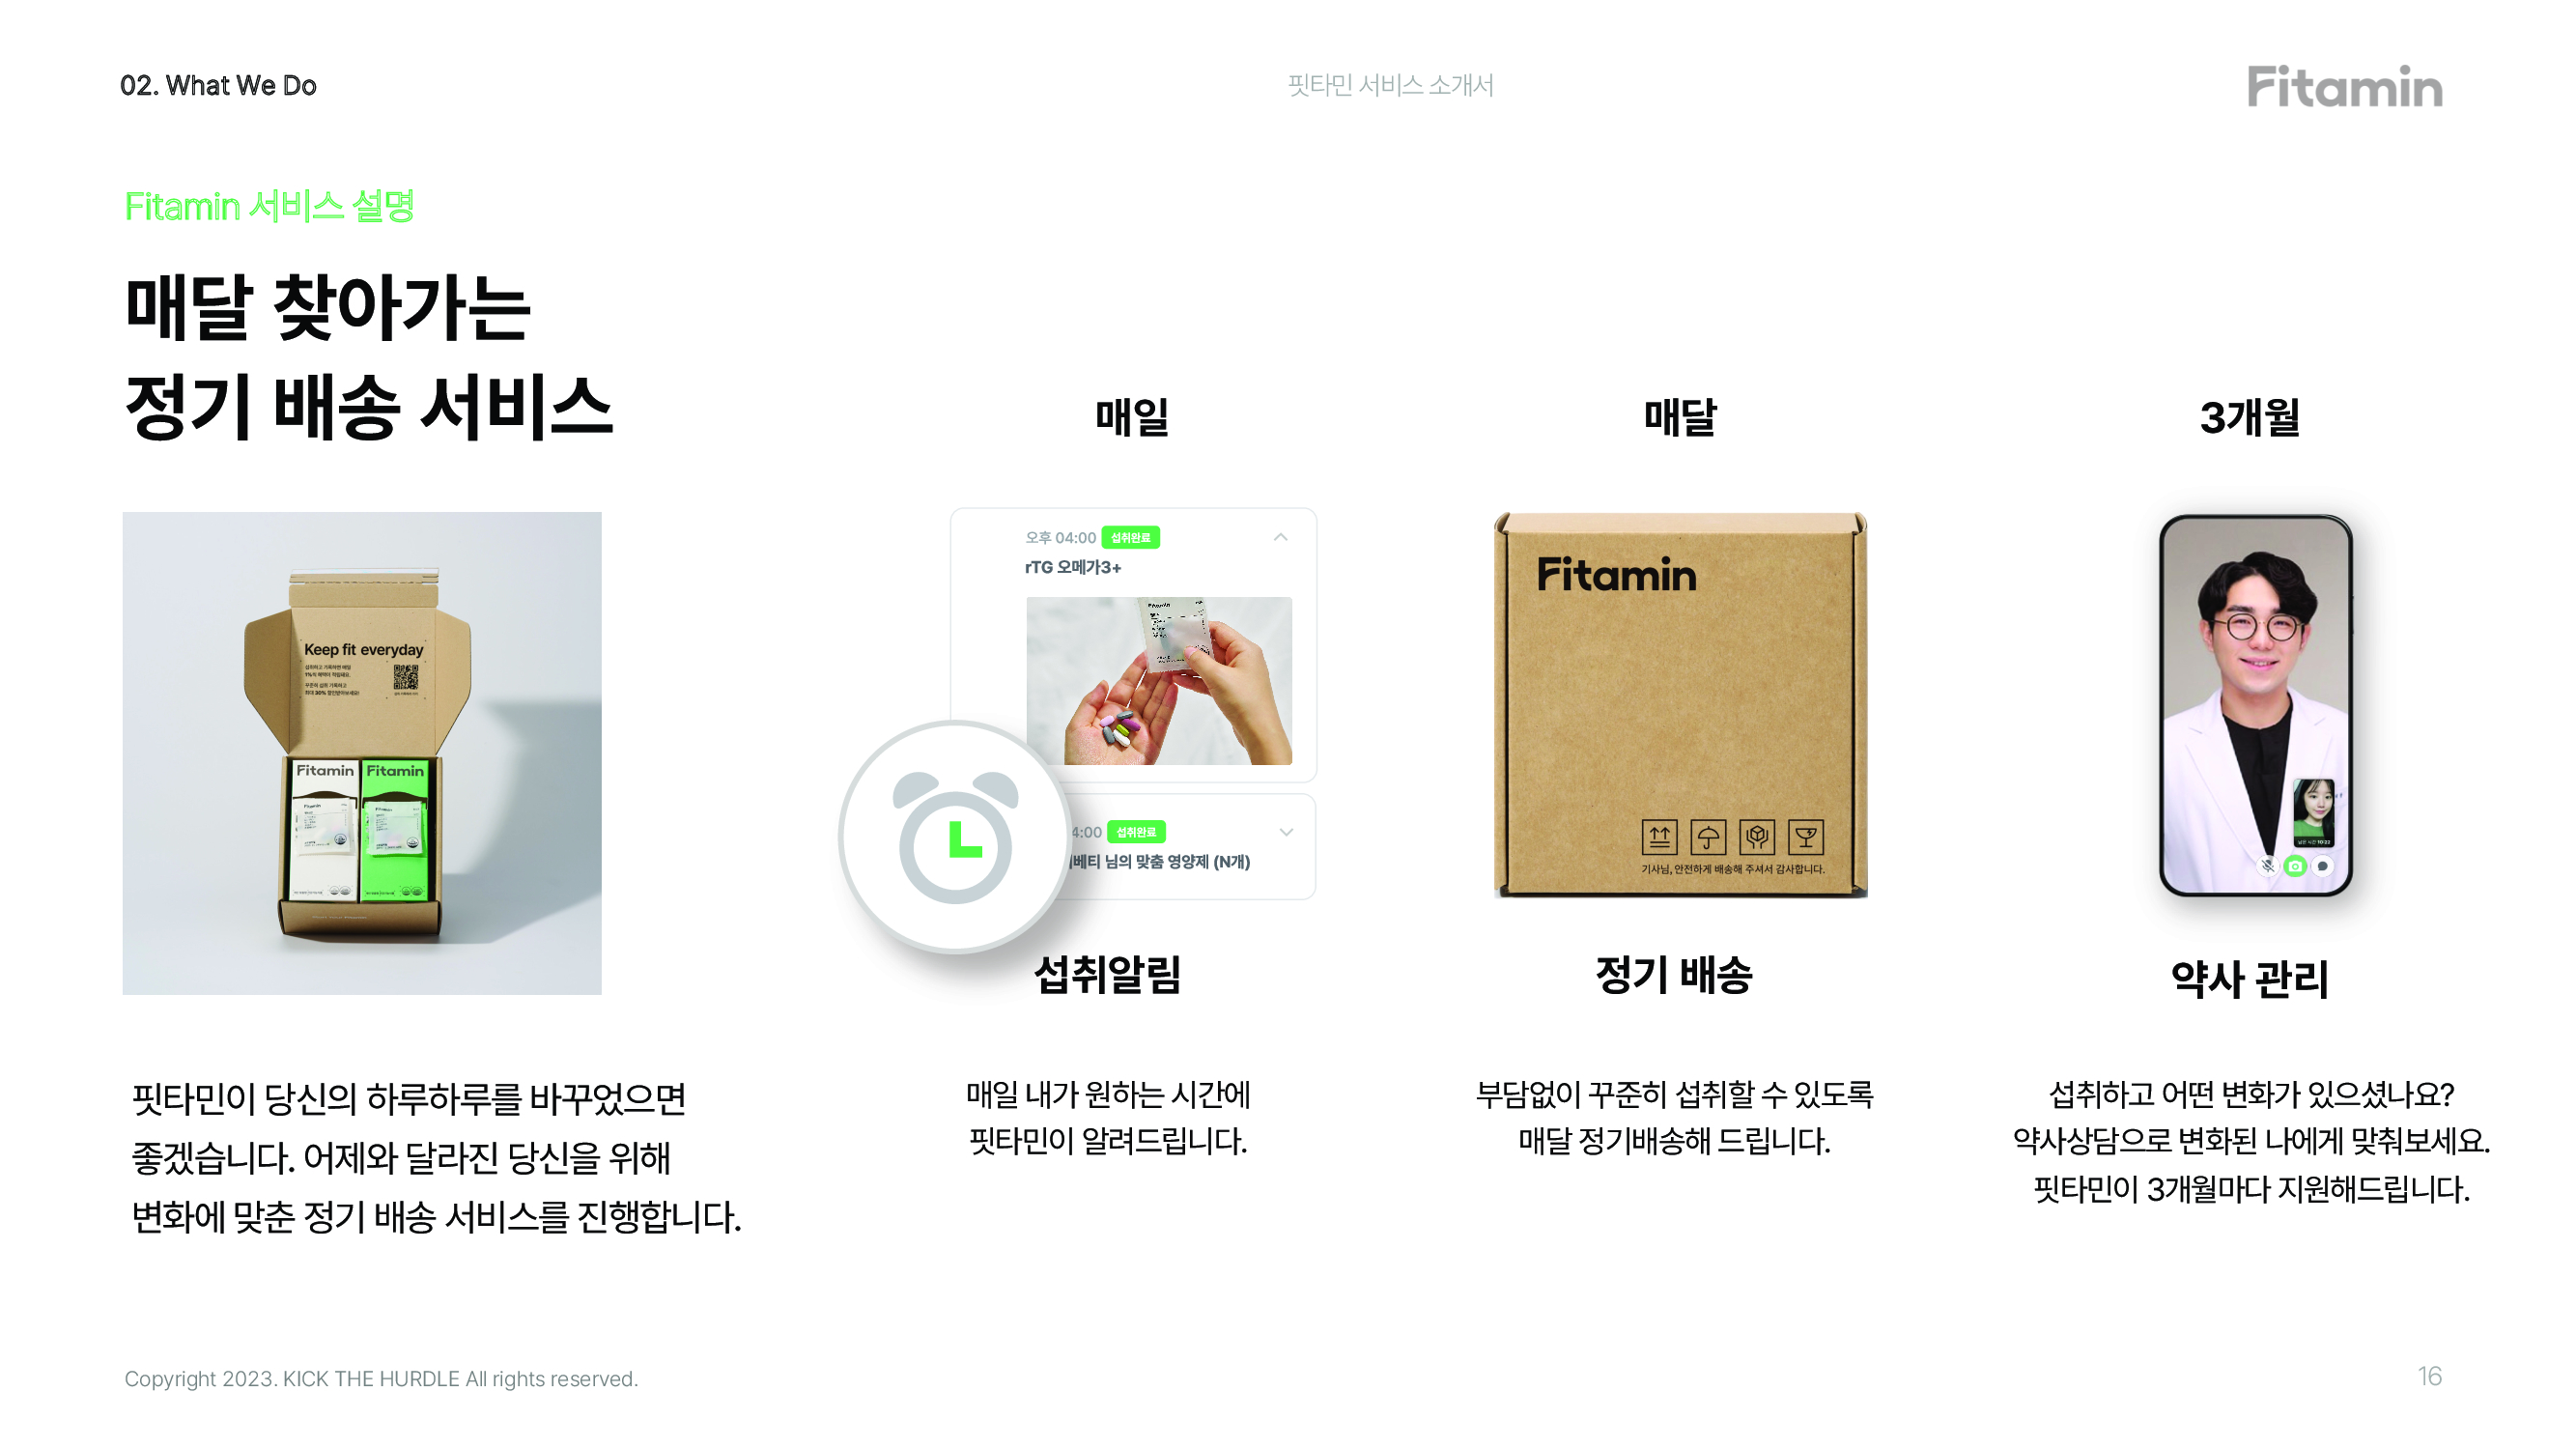 02. What We Do
핏타민 서비스 소개서
Fitamin
Fitamin 서비스 설명
매달 찾아가는
정기 배송 서비스
Keep fit everyday
Fitamin
Fitamin
핏타민이 당신의 하루하루를 바꾸었으면
좋겠습니다. 어제와 달라진 당신을 위해
변화에 맞춘 정기 배송 서비스를 진행합니다.
매일
오후 04:00 섭취완료
rTG 오메가3+
4:00 섭취완료
베티 님의 맞춤 영양제 (N개)
섭취알림
매일 내가 원하는 시간에
핏타민이 알려드립니다.
매달
Fitamin
기사님, 안전하게 배송해 주셔서 감사합니다.
정기 배송
부담없이 꾸준히 섭취할 수 있도록
매달 정기배송해 드립니다.
3개월
약사 관리
섭취하고 어떤 변화가 있으셨나요?
약사상담으로 변화된 나에게 맞춰보세요.
핏타민이 3개월마다 지원해드립니다.
Copyright 2023. KICK THE HURDLE All rights reserved.
16